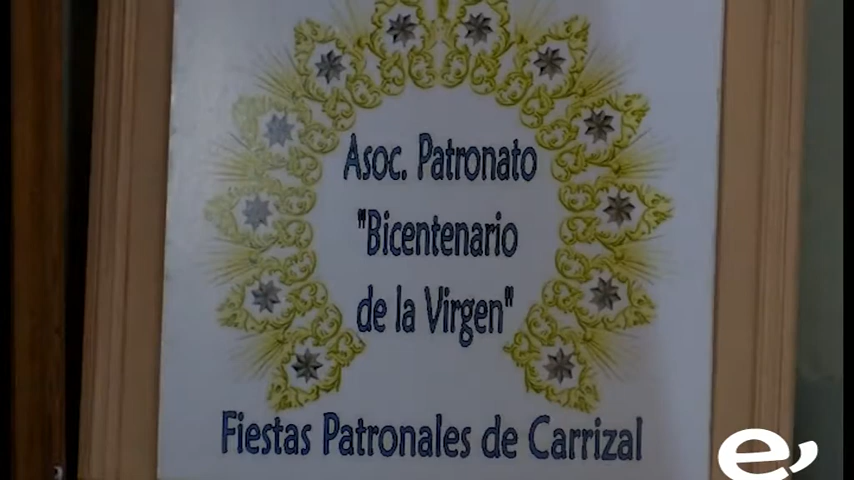 Asoc. Patronato
"Bicentenario
de la Virgen"
Fiestas Patronales de Carrizal
e